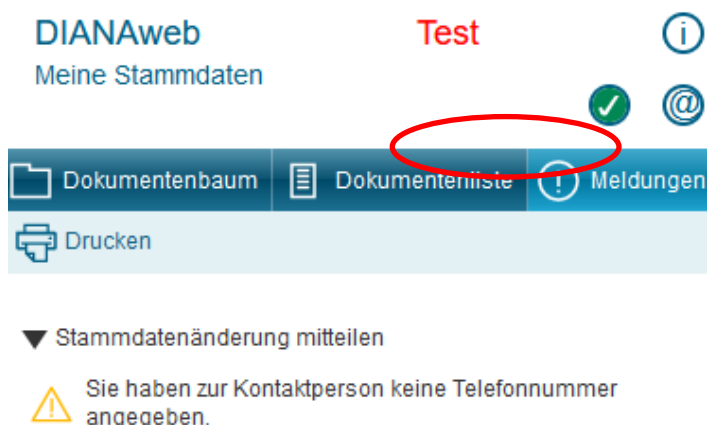 DIANAweb Test
Meine Stammdaten
Dokumentenbaum Dokumentenliste Meldungen
Drucken
Stammdatenänderung mitteilen
Sie haben zur Kontaktperson keine Telefonnummer
angegeben.